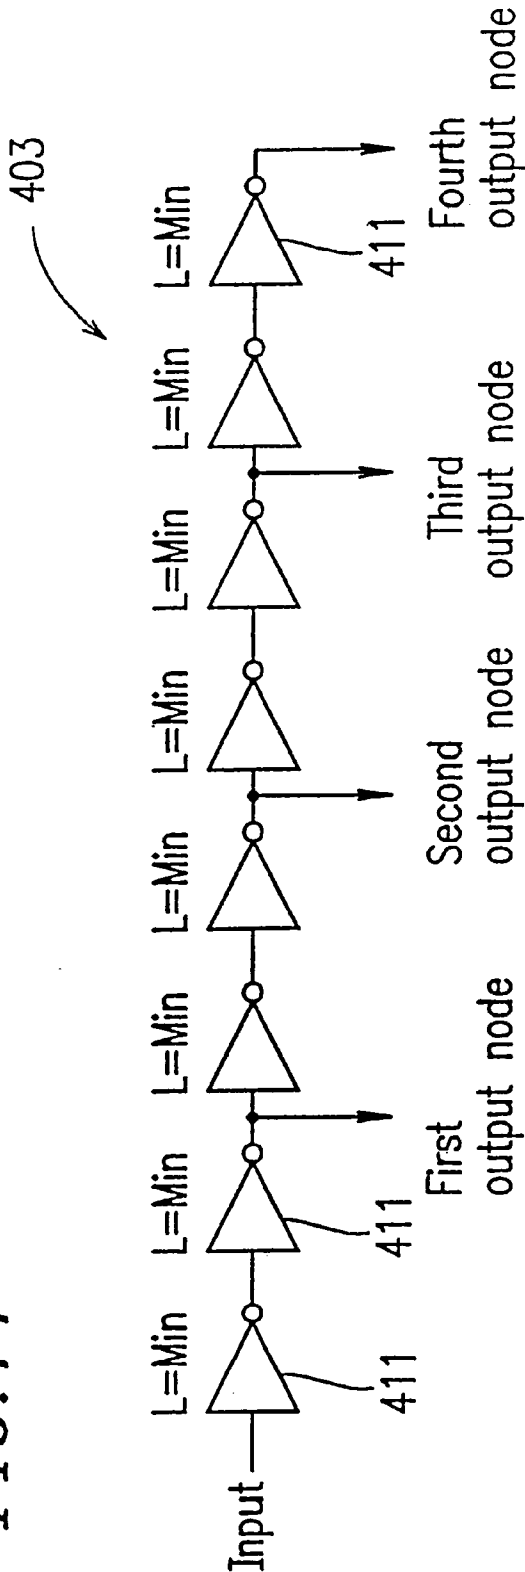 403
L=Min L=Min L=Min L=Min L=Min L=Min L=Min L=Min
Input
411 411 411
First output node
Second output node
Third output node
Fourth output node